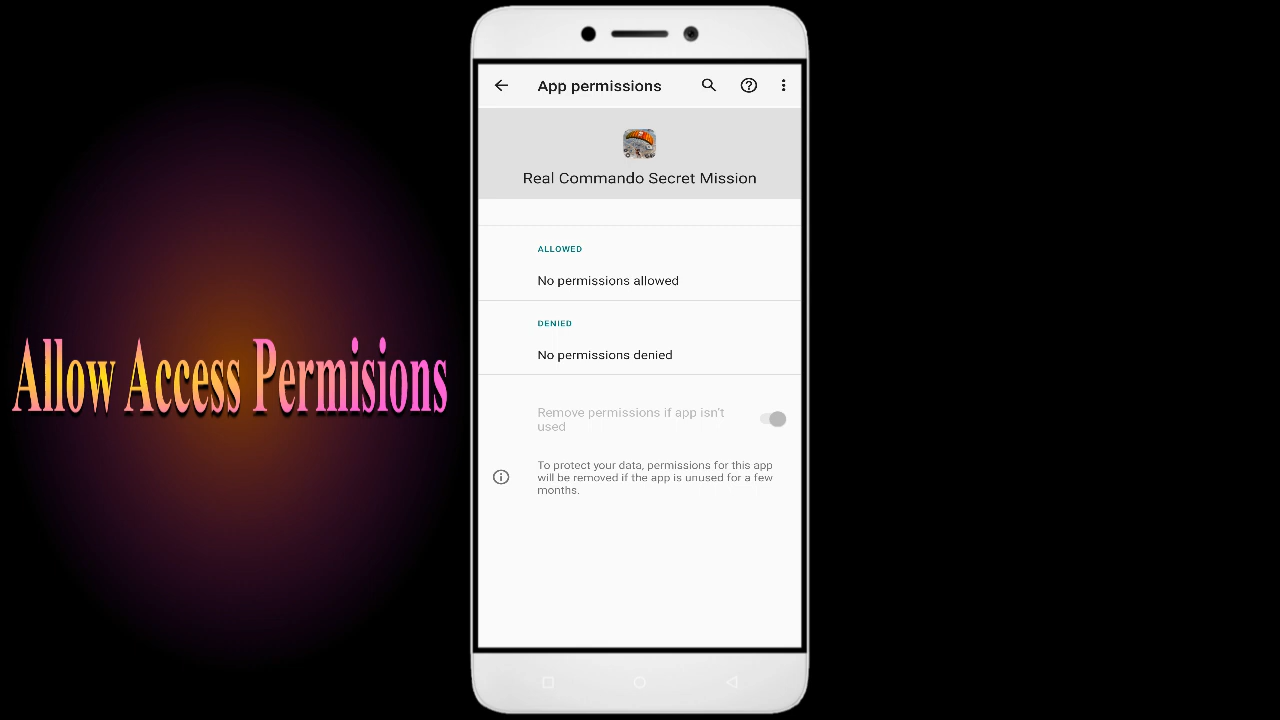 App permissions
Real Commando Secret Mission
ALLOWED
No permissions allowed
DENIED
No permissions denied
Remove permissions if app isn't
used
To protect your data, permissions for this app
will be removed if the app is unused for a few
months.
Allow Access Permisions